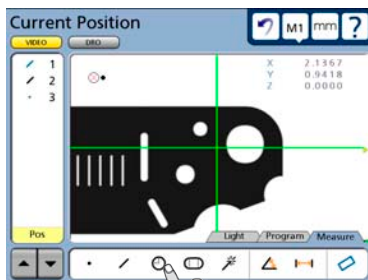 Current Position
M1 mm ?
VIDEO DRO
1
2
3
X 2.1367
Y 0.9418
Z 0.0000
Pos
Light Program Measure